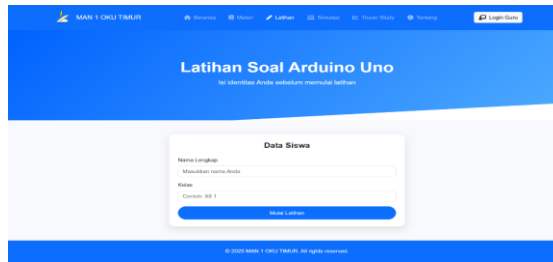 MAN 1 OKU TIMUR
Beranda Materi Latihan Simulasi Tracer Study Tentang Login Guru
Latihan Soal Arduino Uno
Isi identitas Anda sebelum memulai latihan
Data Siswa
Nama Lengkap
Masukkan nama Anda
Kelas
Contoh: XII 1
Mulai Latihan
© 2025 MAN 1 OKU TIMUR. All rights reserved.